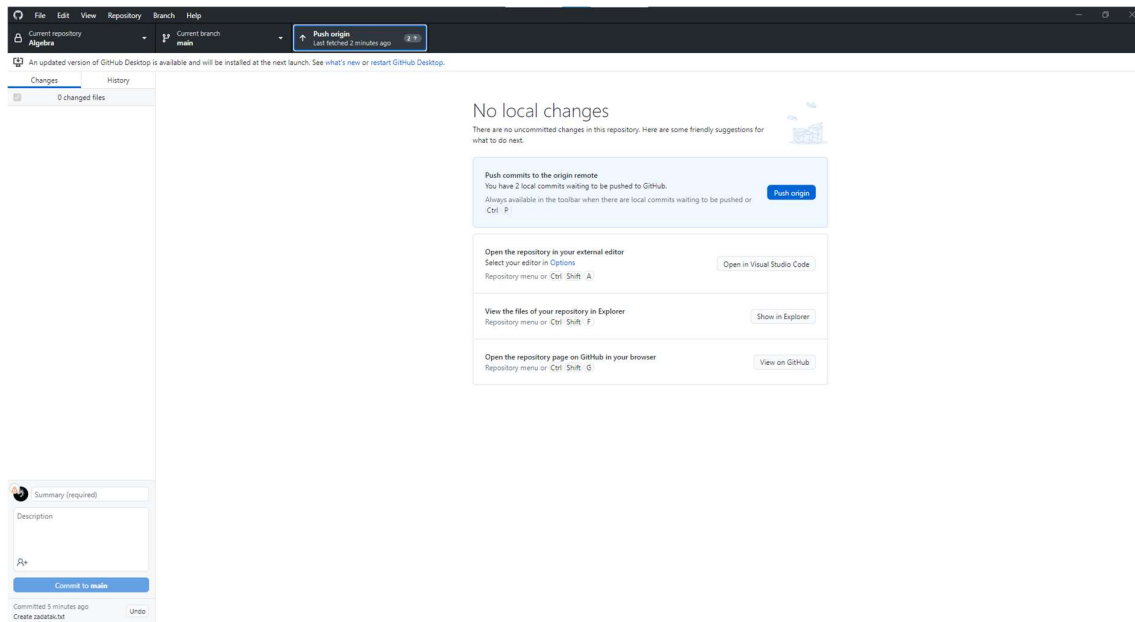 File Edit View Repository Branch Help
Current repository
Algebra
Current branch
main
Push origin
Last fetched 2 minutes ago
2
An updated version of GitHub Desktop is available and will be installed at the next launch. See what's new or restart GitHub Desktop.
Changes History
0 changed files
No local changes
There are no uncommitted changes in this repository. Here are some friendly suggestions for
what to do next.
Push commits to the origin remote
You have 2 local commits waiting to be pushed to GitHub.
Always available in the toolbar when there are local commits waiting to be pushed or
Ctrl P
Push origin
Open the repository in your external editor
Select your editor in Options
Repository menu or Ctrl Shift A
Open in Visual Studio Code
View the files of your repository in Explorer
Repository menu or Ctrl Shift F
Show in Explorer
Open the repository page on GitHub in your browser
Repository menu or Ctrl Shift G
View on GitHub
Summary (required)
Description
Commit to main
Committed 5 minutes ago
Create zadatak.txt
Undo